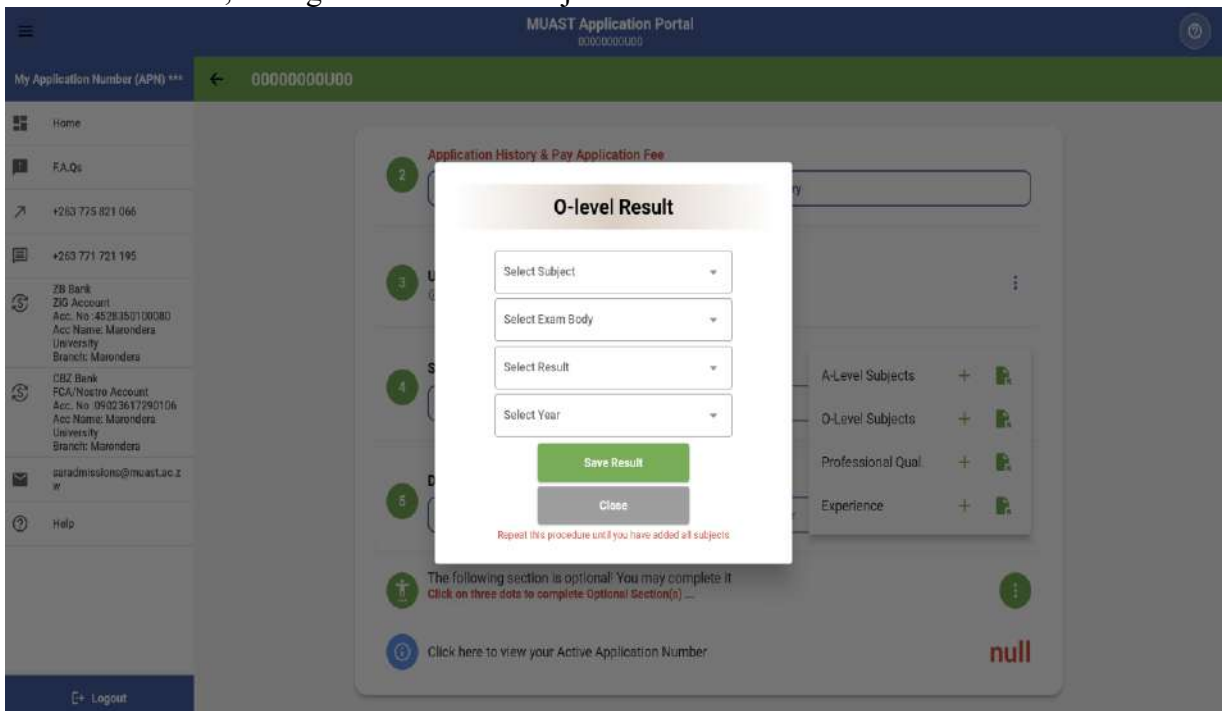 MUAST Application Portal
00000000U00
My Application Number (APN) ***
00000000U00
Home
F.A.Qs
+263 775 821 066
+263 771 721 195
ZB Bank
ZiG Account
Acc. No :4528350100080
Acc Name: Marondera
University
Branch: Marondera
CBZ Bank
FCA/Nostro Account
Acc. No :09023617290106
Acc Name: Marondera
University
Branch: Marondera
saradmissions@muast.ac.z
w
Help
Logout
2
Application History & Pay Application Fee
3
4
5
O-level Result
Select Subject
Select Exam Body
Select Result
Select Year
Save Result
Close
Repeat this procedure until you have added all subjects
A-Level Subjects
O-Level Subjects
Professional Qual.
Experience
The following section is optional! You may complete it
Click on three dots to complete Optional Section(s) ...
Click here to view your Active Application Number
null